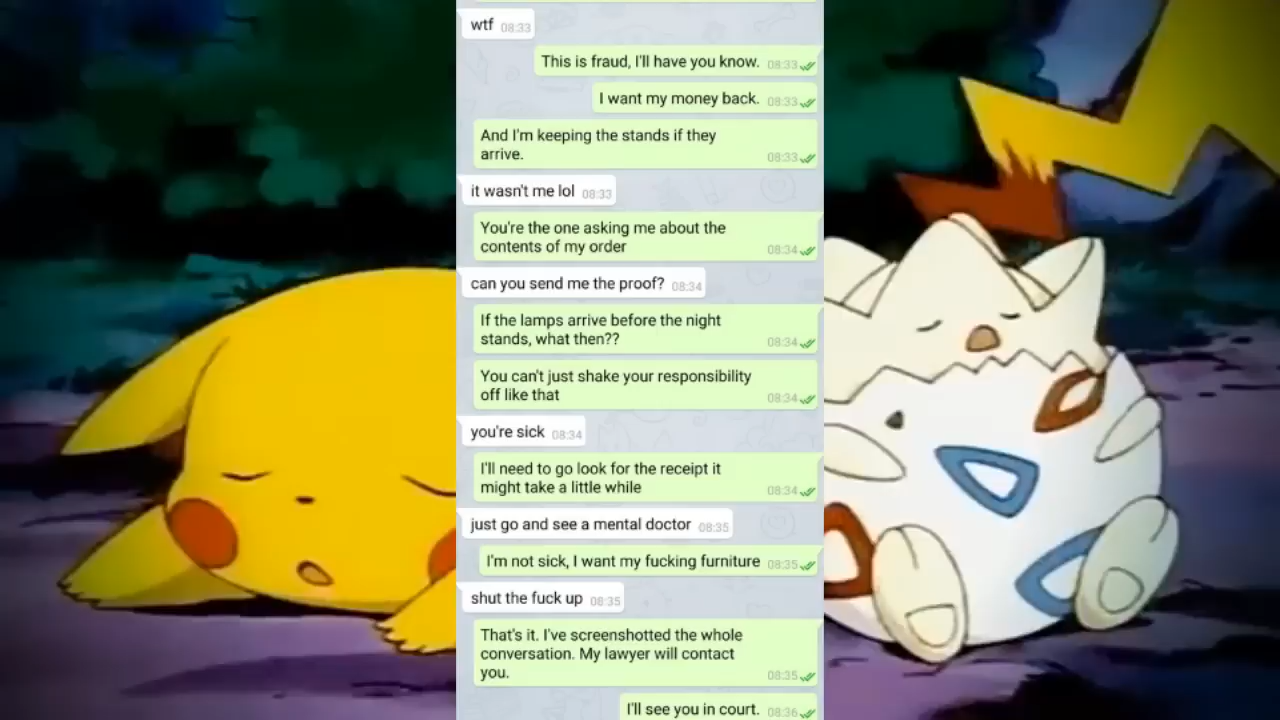 wtf 08:33
This is fraud, I'll have you know. 08:33
I want my money back. 08:33
And I'm keeping the stands if they
arrive. 08:33
it wasn't me lol 08:33
You're the one asking me about the
contents of my order 08:34
can you send me the proof? 08:34
If the lamps arrive before the night
stands, what then?? 08:34
You can't just shake your responsibility
off like that 08:34
you're sick 08:34
I'll need to go look for the receipt it
might take a little while 08:34
just go and see a mental doctor 08:35
I'm not sick, I want my fucking furniture 08:35
shut the fuck up 08:35
That's it. I've screenshotted the whole
conversation. My lawyer will contact
you. 08:35
I'll see you in court. 08:36